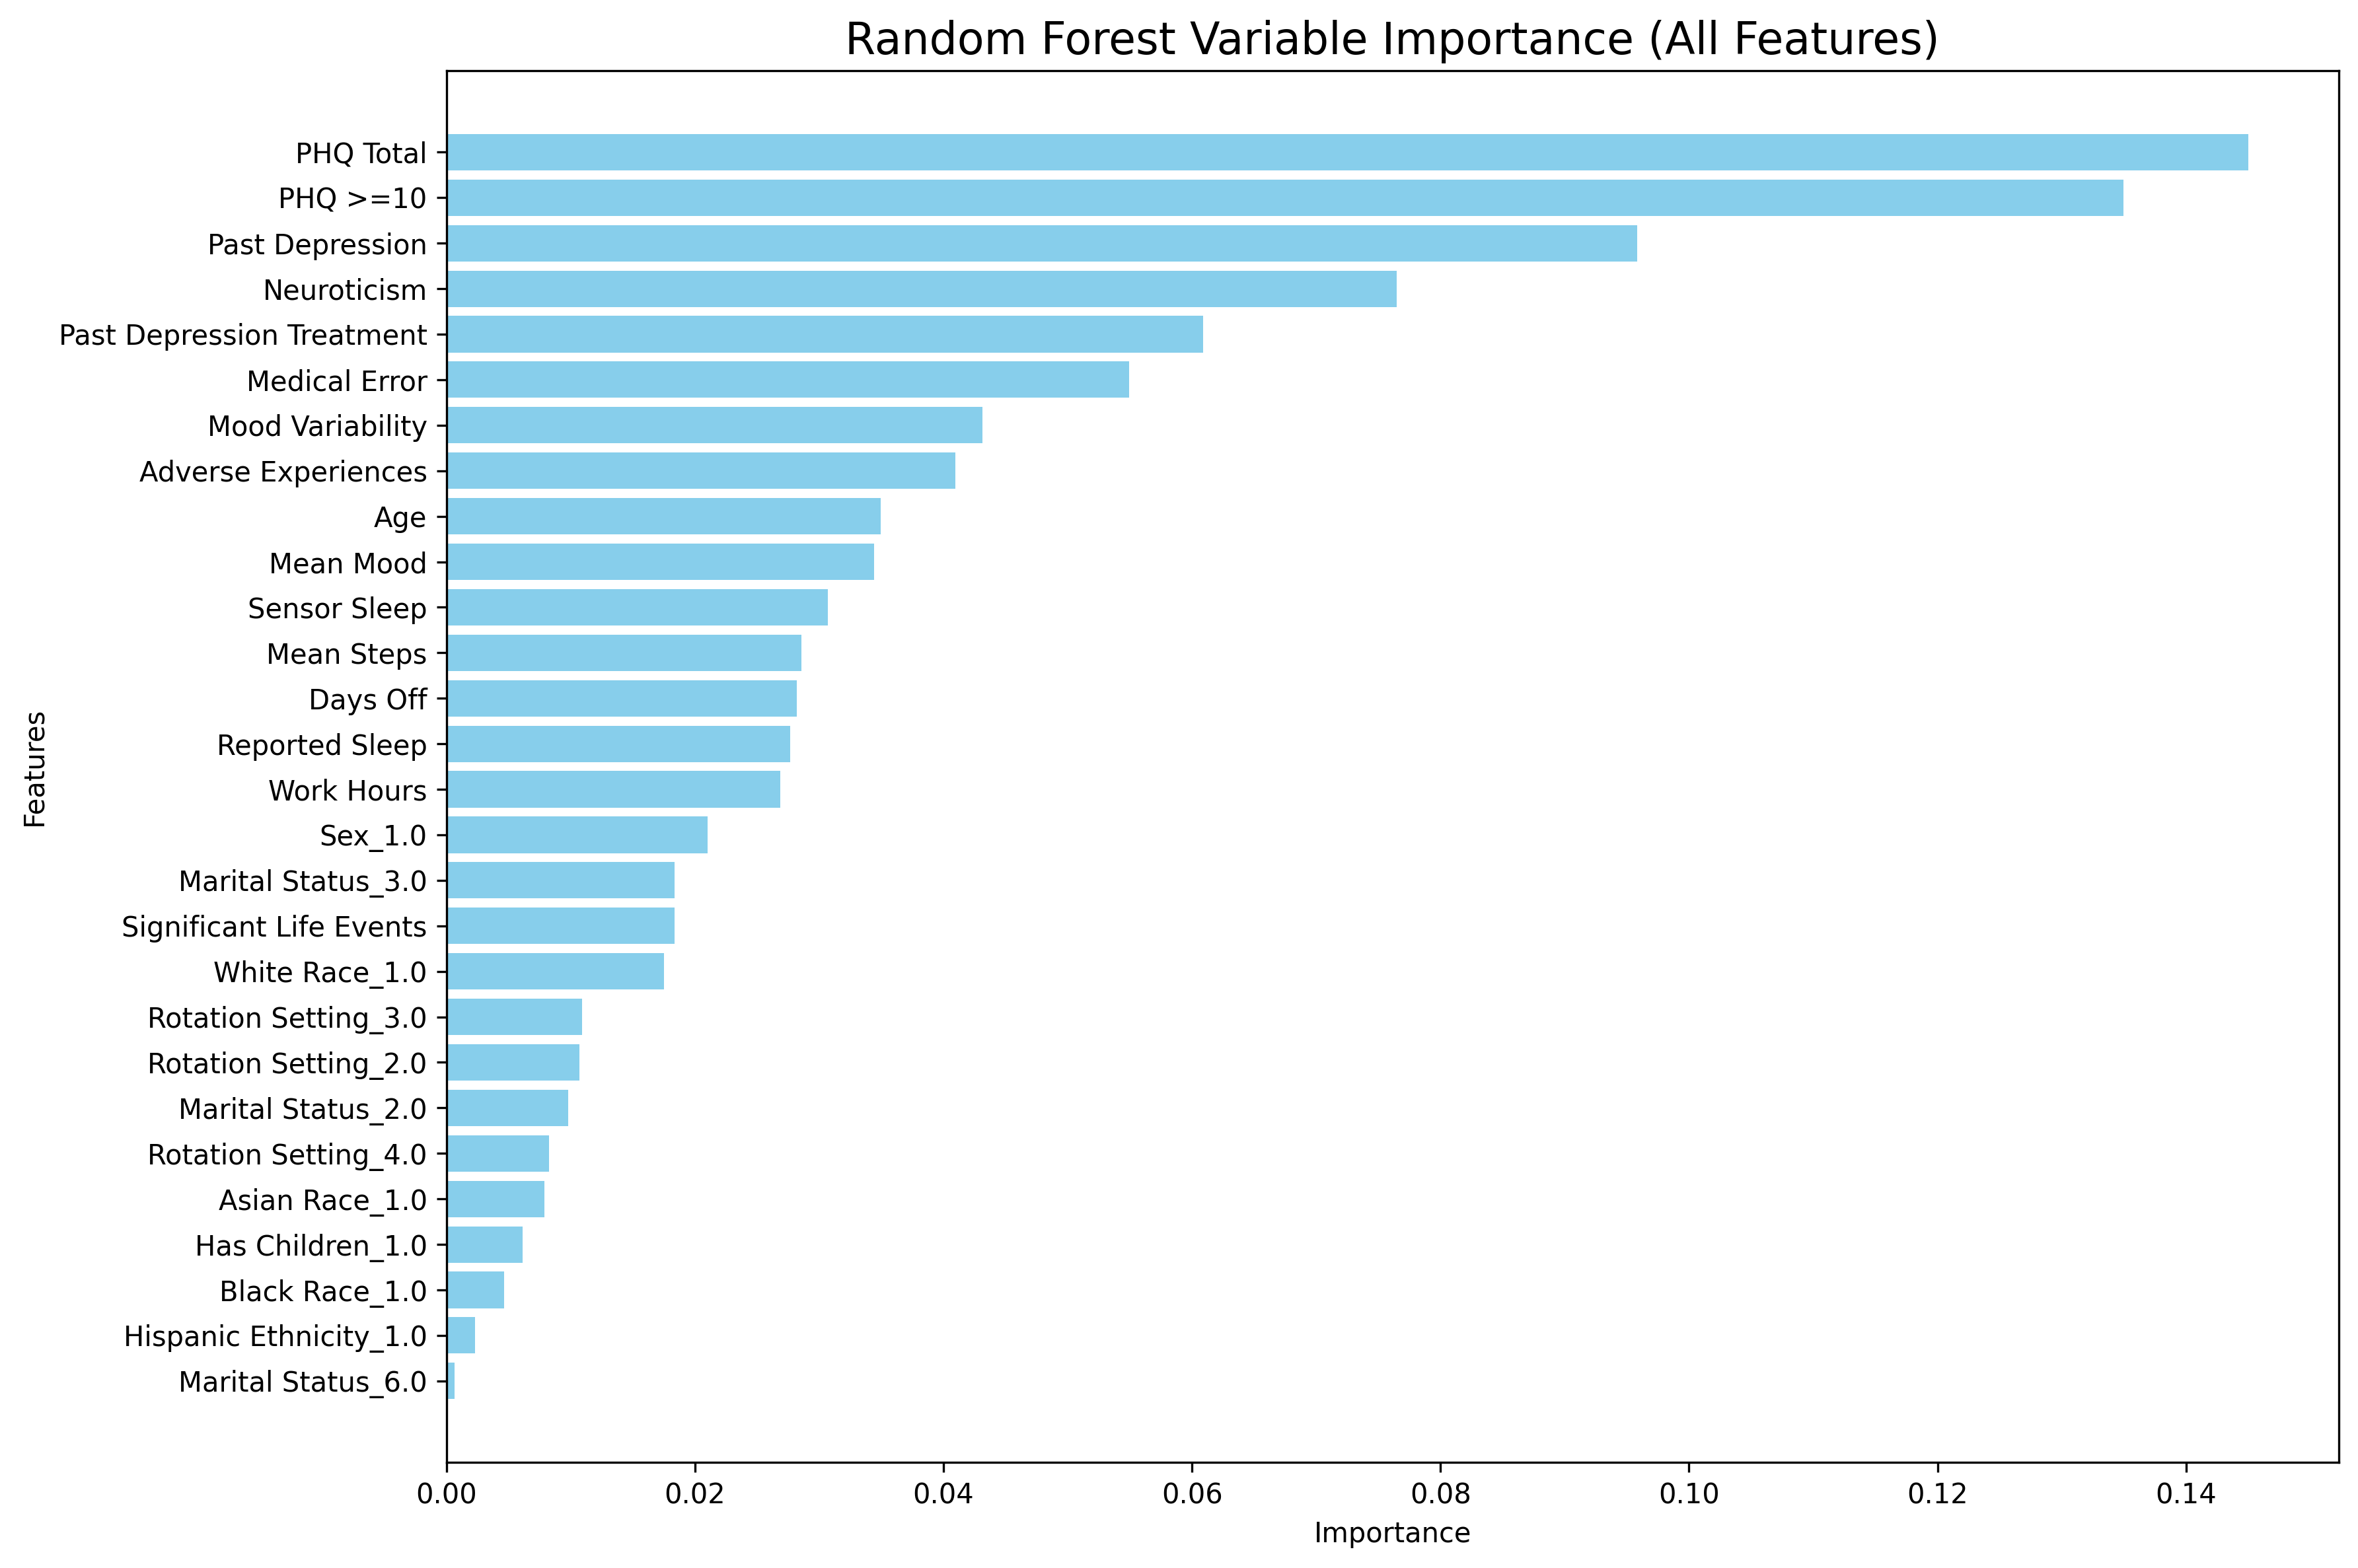 Random Forest Variable Importance (All Features)
PHQ Total
PHQ >=10
Past Depression
Neuroticism
Past Depression Treatment
Medical Error
Mood Variability
Adverse Experiences
Age
Mean Mood
Sensor Sleep
Mean Steps
Days Off
Reported Sleep
Work Hours
Sex_1.0
Marital Status_3.0
Significant Life Events
White Race_1.0
Rotation Setting_3.0
Rotation Setting_2.0
Marital Status_2.0
Rotation Setting_4.0
Asian Race_1.0
Has Children_1.0
Black Race_1.0
Hispanic Ethnicity_1.0
Marital Status_6.0
Features
0.00 0.02 0.04 0.06 0.08 0.10 0.12 0.14
Importance